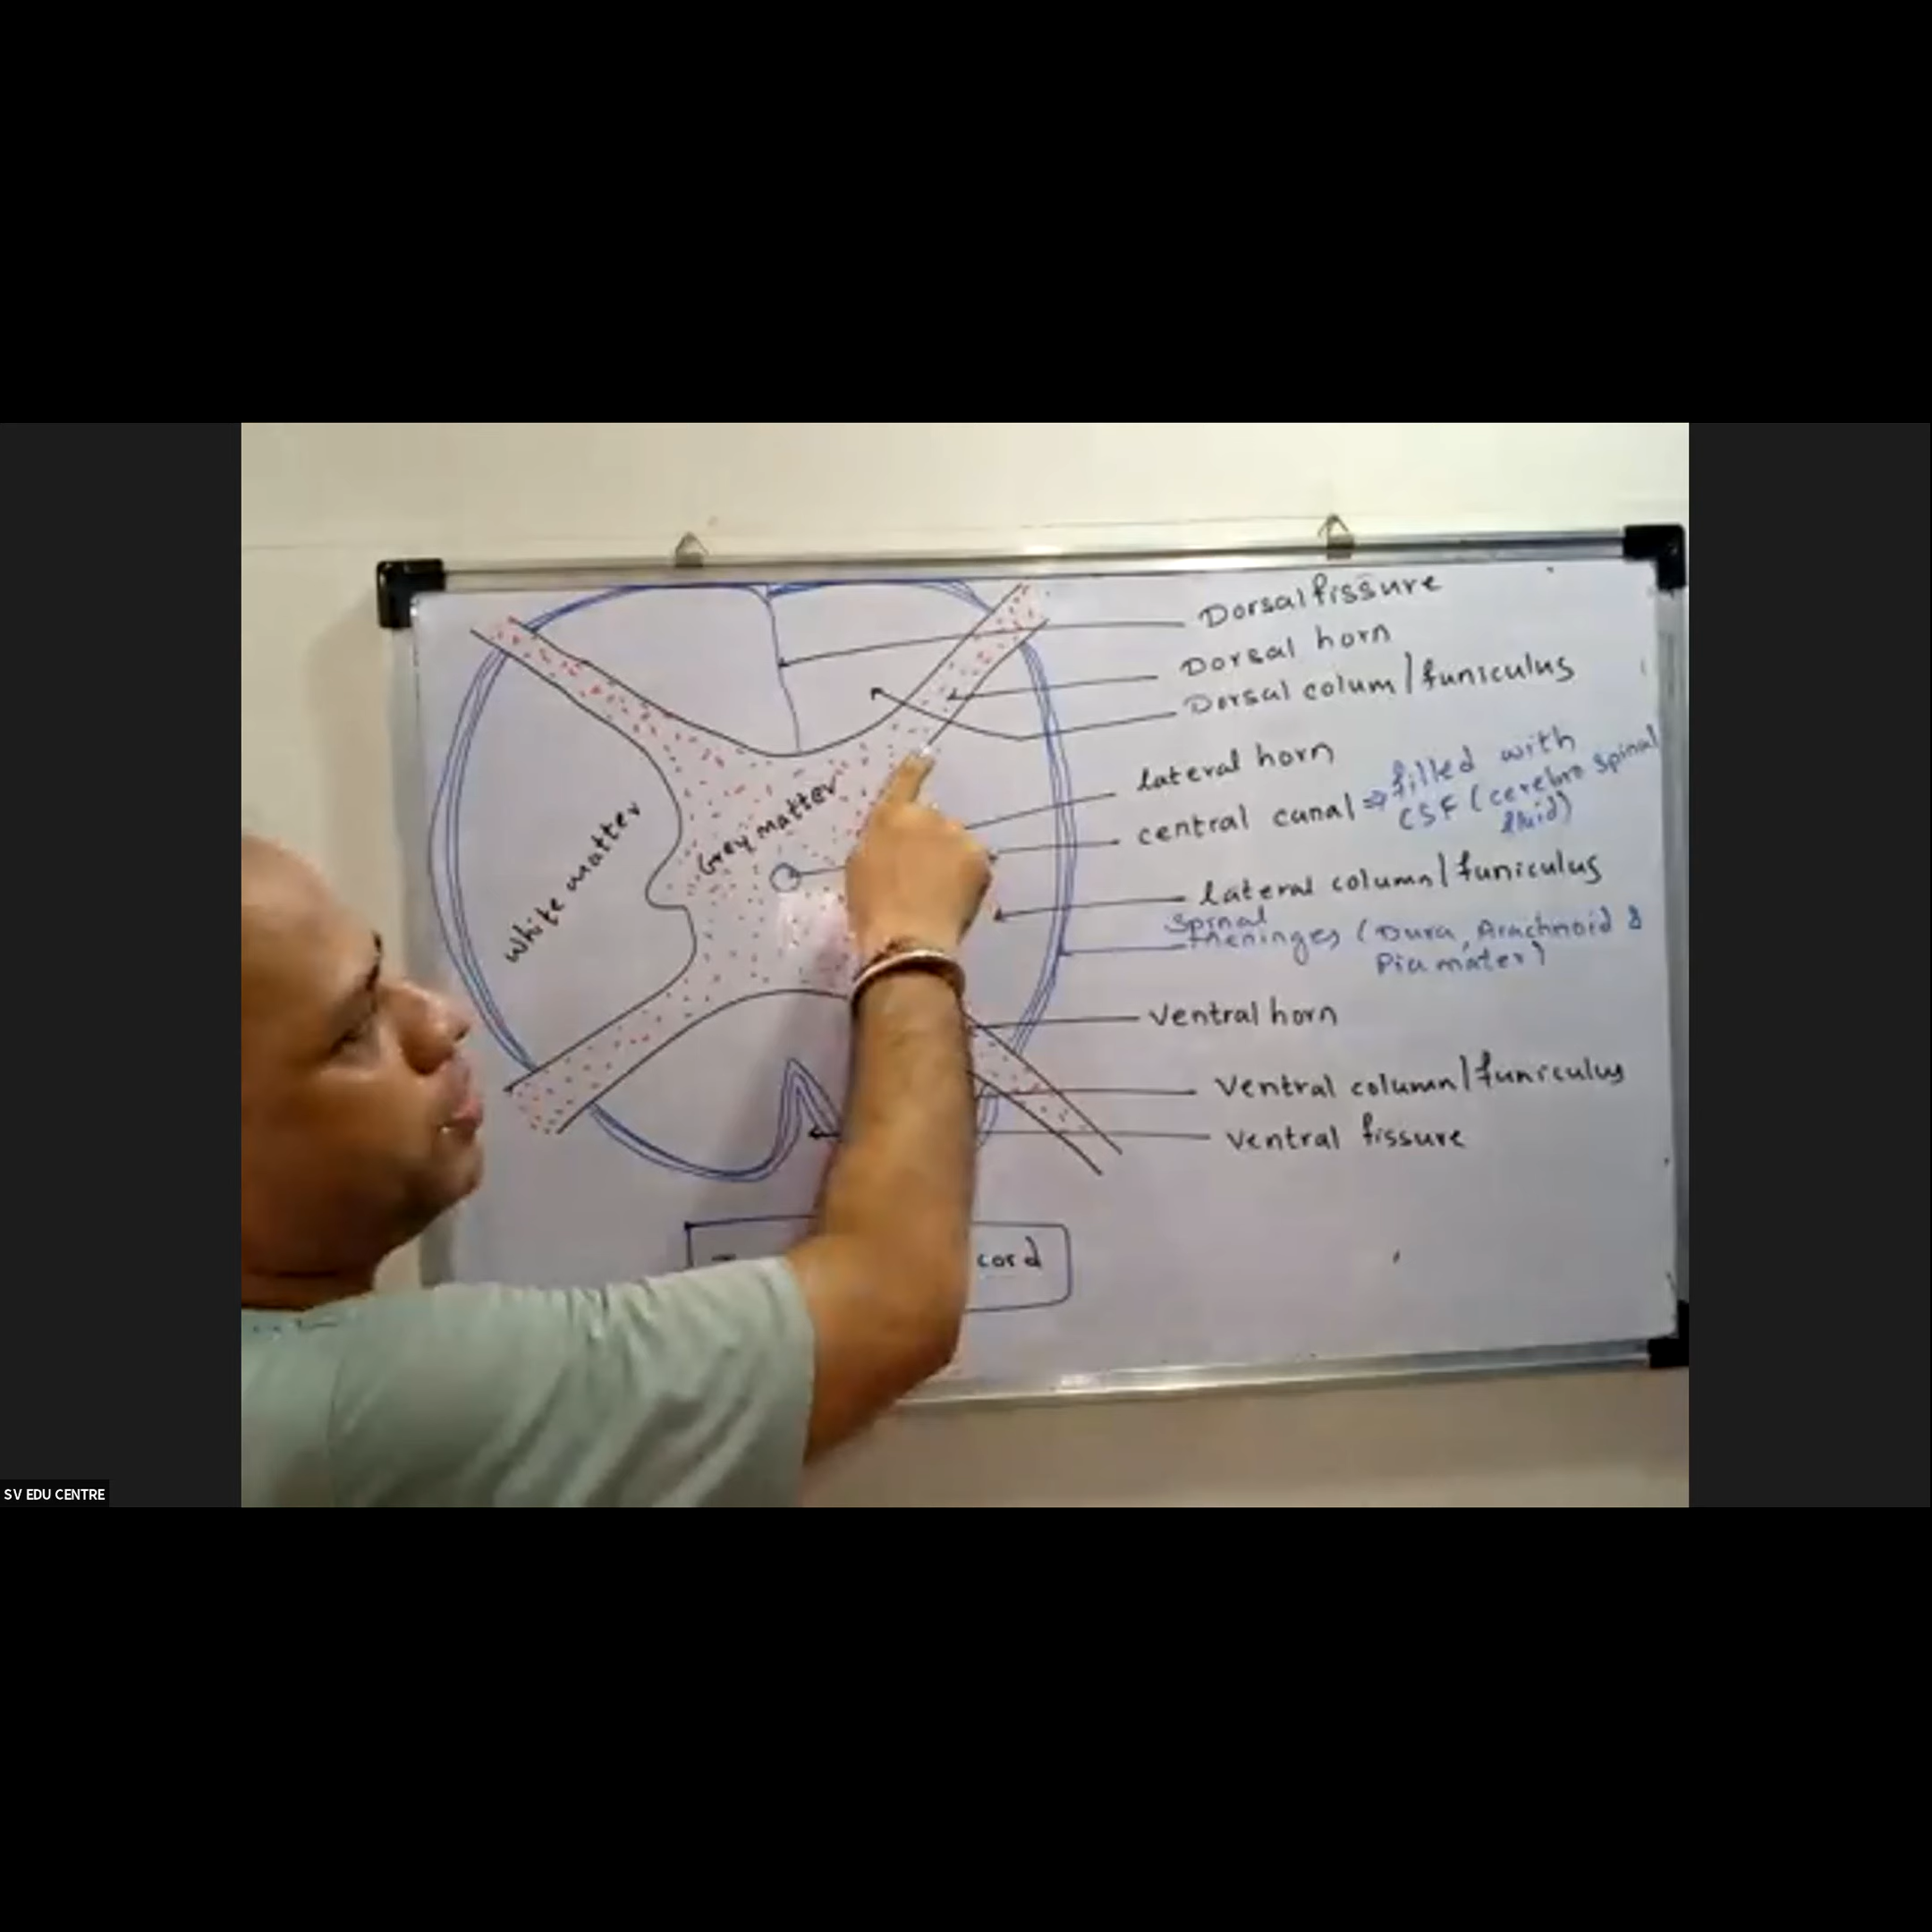 Dorsal fissure
Dorsal horn
Dorsal colum/funiculus
lateral horn
central canal ⇒ filled with
CSF (cerebro spinal
fluid)
lateral column/funiculus
Spinal
Meninges (Dura, Arachnoid &
Pia mater)
Ventral horn
Ventral column/funiculus
Ventral fissure
Grey matter
White matter
cord
SV EDU CENTRE